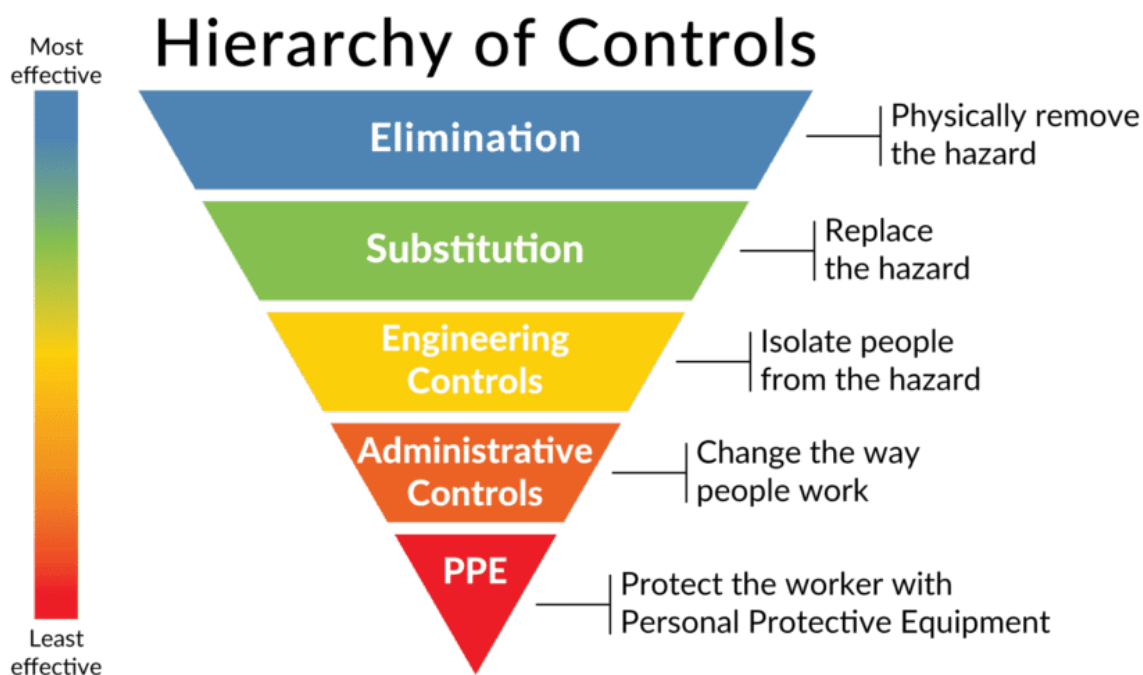 Hierarchy of Controls
Most
effective
Elimination
Physically remove
the hazard
Substitution
Replace
the hazard
Engineering
Controls
Isolate people
from the hazard
Administrative
Controls
Change the way
people work
PPE
Protect the worker with
Personal Protective Equipment
Least
effective